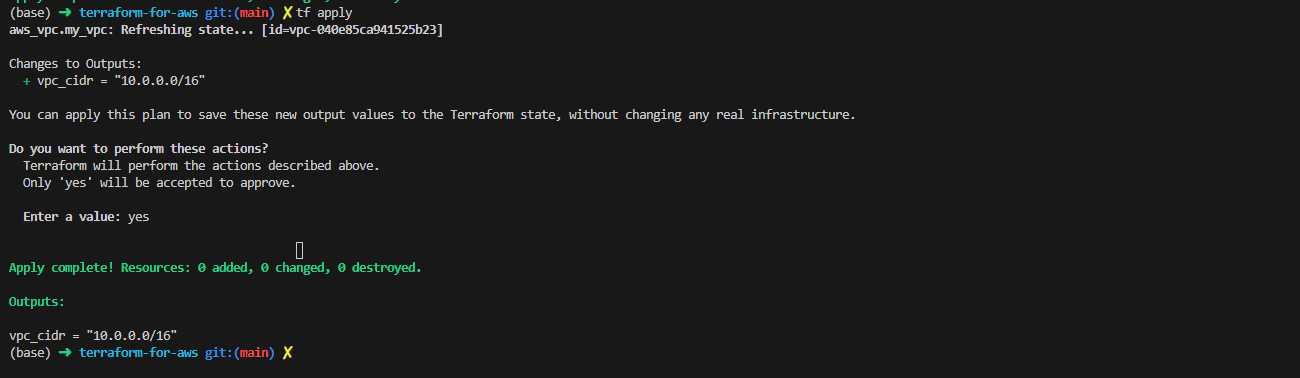 (base) ➜ terraform-for-aws git:(main) ✗ tf apply
aws_vpc.my_vpc: Refreshing state... [id=vpc-040e85ca941525b23]
Changes to Outputs:
+ vpc_cidr = "10.0.0.0/16"
You can apply this plan to save these new output values to the Terraform state, without changing any real infrastructure.
Do you want to perform these actions?
Terraform will perform the actions described above.
Only 'yes' will be accepted to approve.
Enter a value: yes
Apply complete! Resources: 0 added, 0 changed, 0 destroyed.
Outputs:
vpc_cidr = "10.0.0.0/16"
(base) ➜ terraform-for-aws git:(main) ✗